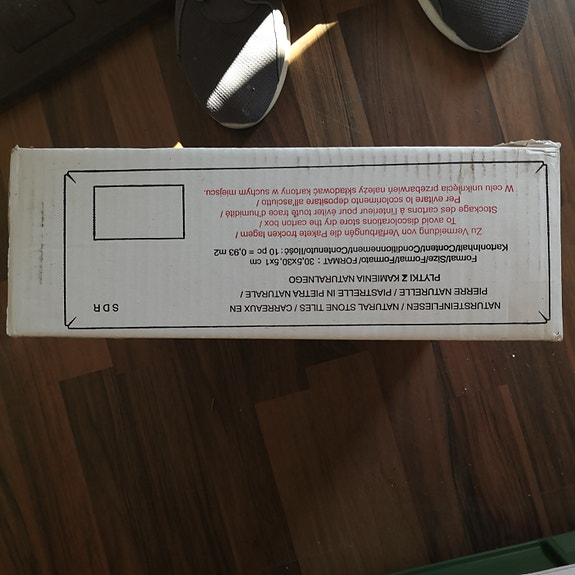 NATURSTEINFLIESEN / NATURAL STONE TILES / CARREAUX EN
PIERRE NATURELLE / PIASTRELLE IN PIETRA NATURALE /
PLYTKI Z KAMIENIA NATURALNEGO
SDR
Format/Size/Format/Formato/ FORMAT : 30,5x30,5x1 cm
Kartoninhalt/Content/Conditionnement/Contenuto/Ilość: 10 pc = 0,93 m2
Zu Vermeidung von Verfärbungen Pakete trocken lagern /
To avoid discolorations store dry the carton box /
Stockage des cartons á l'interieur pour éviter toute trace d'humidité /
Per evitare lo scolorimento depositare all'asciutto /
W celu uniknięcia przebarwień należy składować kartony w suchym miejscu.